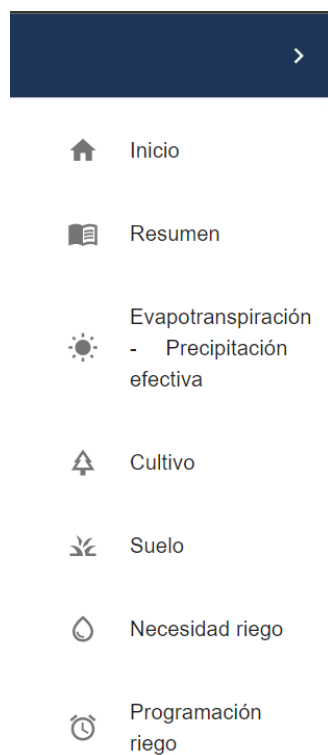 Inicio
Resumen
Evapotranspiración
- Precipitación
efectiva
Cultivo
Suelo
Necesidad riego
Programación
riego